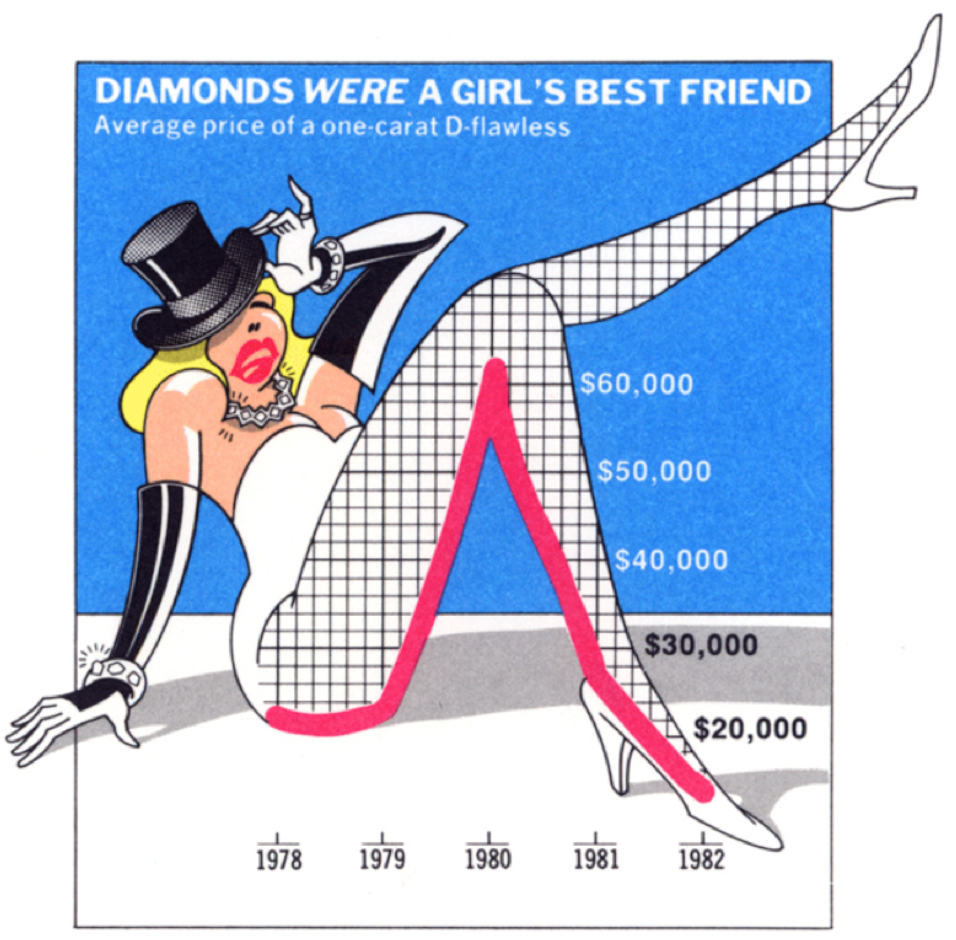 DIAMONDS WERE A GIRL'S BEST FRIEND
Average price of a one-carat D-flawless
$60,000
$50,000
$40,000
$30,000
$20,000
1978 1979 1980 1981 1982